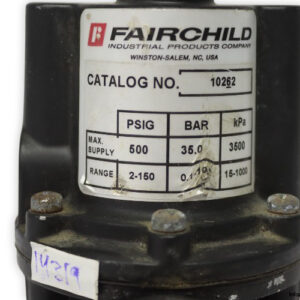 FAIRCHILD
INDUSTRIAL PRODUCTS COMPANY
WINSTON-SALEM, NC, USA
CATALOG NO. 10262
PSIG BAR kPa
MAX. SUPPLY 500 35.0 3500
RANGE 2-150 15-1000